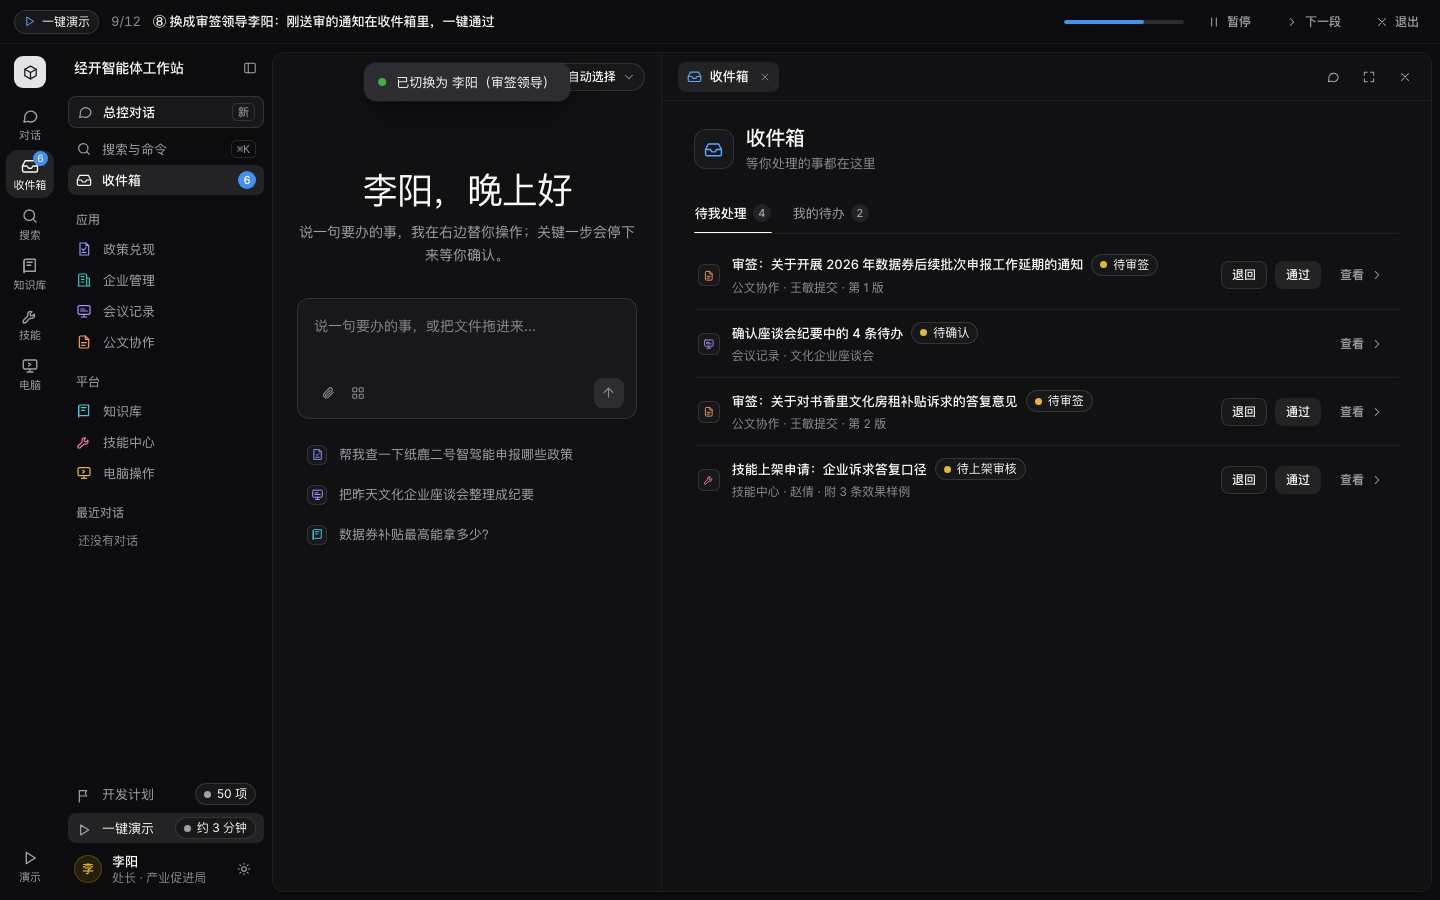 一键演示
9/12
⑧ 换成审签领导李阳：刚送审的通知在收件箱里，一键通过
暂停
下一段
退出
对话
6
收件箱
搜索
知识库
技能
电脑
演示
经开智能体工作站
总控对话
新
搜索与命令
⌘K
收件箱
6
应用
政策兑现
企业管理
会议记录
公文协作
平台
知识库
技能中心
电脑操作
最近对话
还没有对话
开发计划
50 项
一键演示
约 3 分钟
李
李阳
处长 · 产业促进局
已切换为 李阳（审签领导）
自动选择
李阳，晚上好
说一句要办的事，我在右边替你操作；关键一步会停下
来等你确认。
说一句要办的事，或把文件拖进来...
帮我查一下纸鹿二号智驾能申报哪些政策
把昨天文化企业座谈会整理成纪要
数据券补贴最高能拿多少？
收件箱
收件箱
等你处理的事都在这里
待我处理 4
我的待办 2
审签：关于开展 2026 年数据券后续批次申报工作延期的通知
待审签
公文协作 · 王敏提交 · 第 1 版
退回
通过
查看
确认座谈会纪要中的 4 条待办
待确认
会议记录 · 文化企业座谈会
查看
审签：关于对书香里文化房租补贴诉求的答复意见
待审签
公文协作 · 王敏提交 · 第 2 版
退回
通过
查看
技能上架申请：企业诉求答复口径
待上架审核
技能中心 · 赵倩 · 附 3 条效果样例
退回
通过
查看